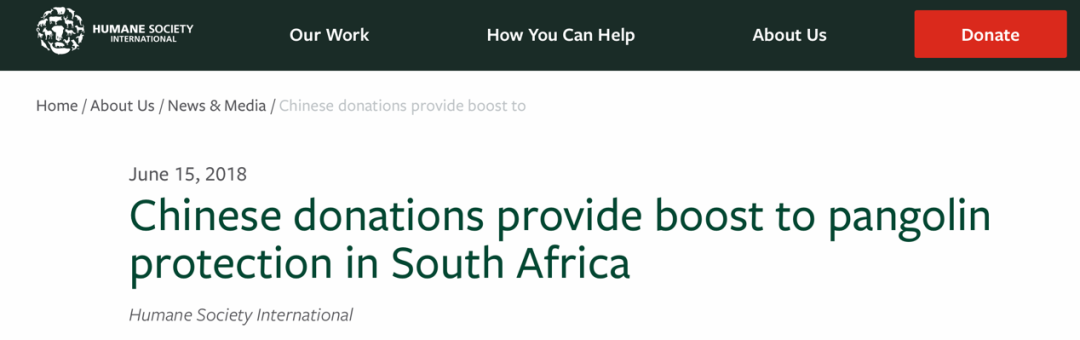 HUMANE SOCIETY
INTERNATIONAL
Our Work
How You Can Help
About Us
Donate
Home / About Us / News & Media / Chinese donations provide boost to
June 15, 2018
Chinese donations provide boost to pangolin
protection in South Africa
Humane Society International